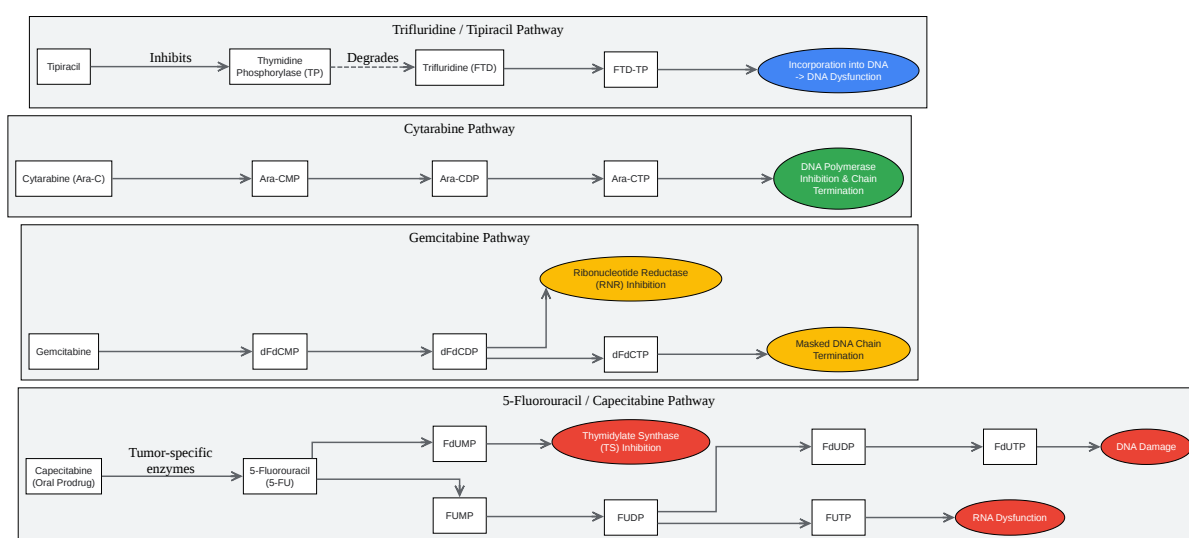 Trifluridine / Tipiracil Pathway
Tipiracil
Inhibits
Thymidine
Phosphorylase (TP)
Degrades
Trifluridine (FTD)
FTD-TP
Incorporation into DNA
-> DNA Dysfunction
Cytarabine Pathway
Cytarabine (Ara-C)
Ara-CMP
Ara-CDP
Ara-CTP
DNA Polymerase
Inhibition & Chain
Termination
Gemcitabine Pathway
Ribonucleotide Reductase
(RNR) Inhibition
Gemcitabine
dFdCMP
dFdCDP
dFdCTP
Masked DNA Chain
Termination
5-Fluorouracil / Capecitabine Pathway
Capecitabine
(Oral Prodrug)
Tumor-specific
enzymes
5-Fluorouracil
(5-FU)
FdUMP
Thymidylate Synthase
(TS) Inhibition
FdUDP
FdUTP
DNA Damage
FUMP
FUDP
FUTP
RNA Dysfunction